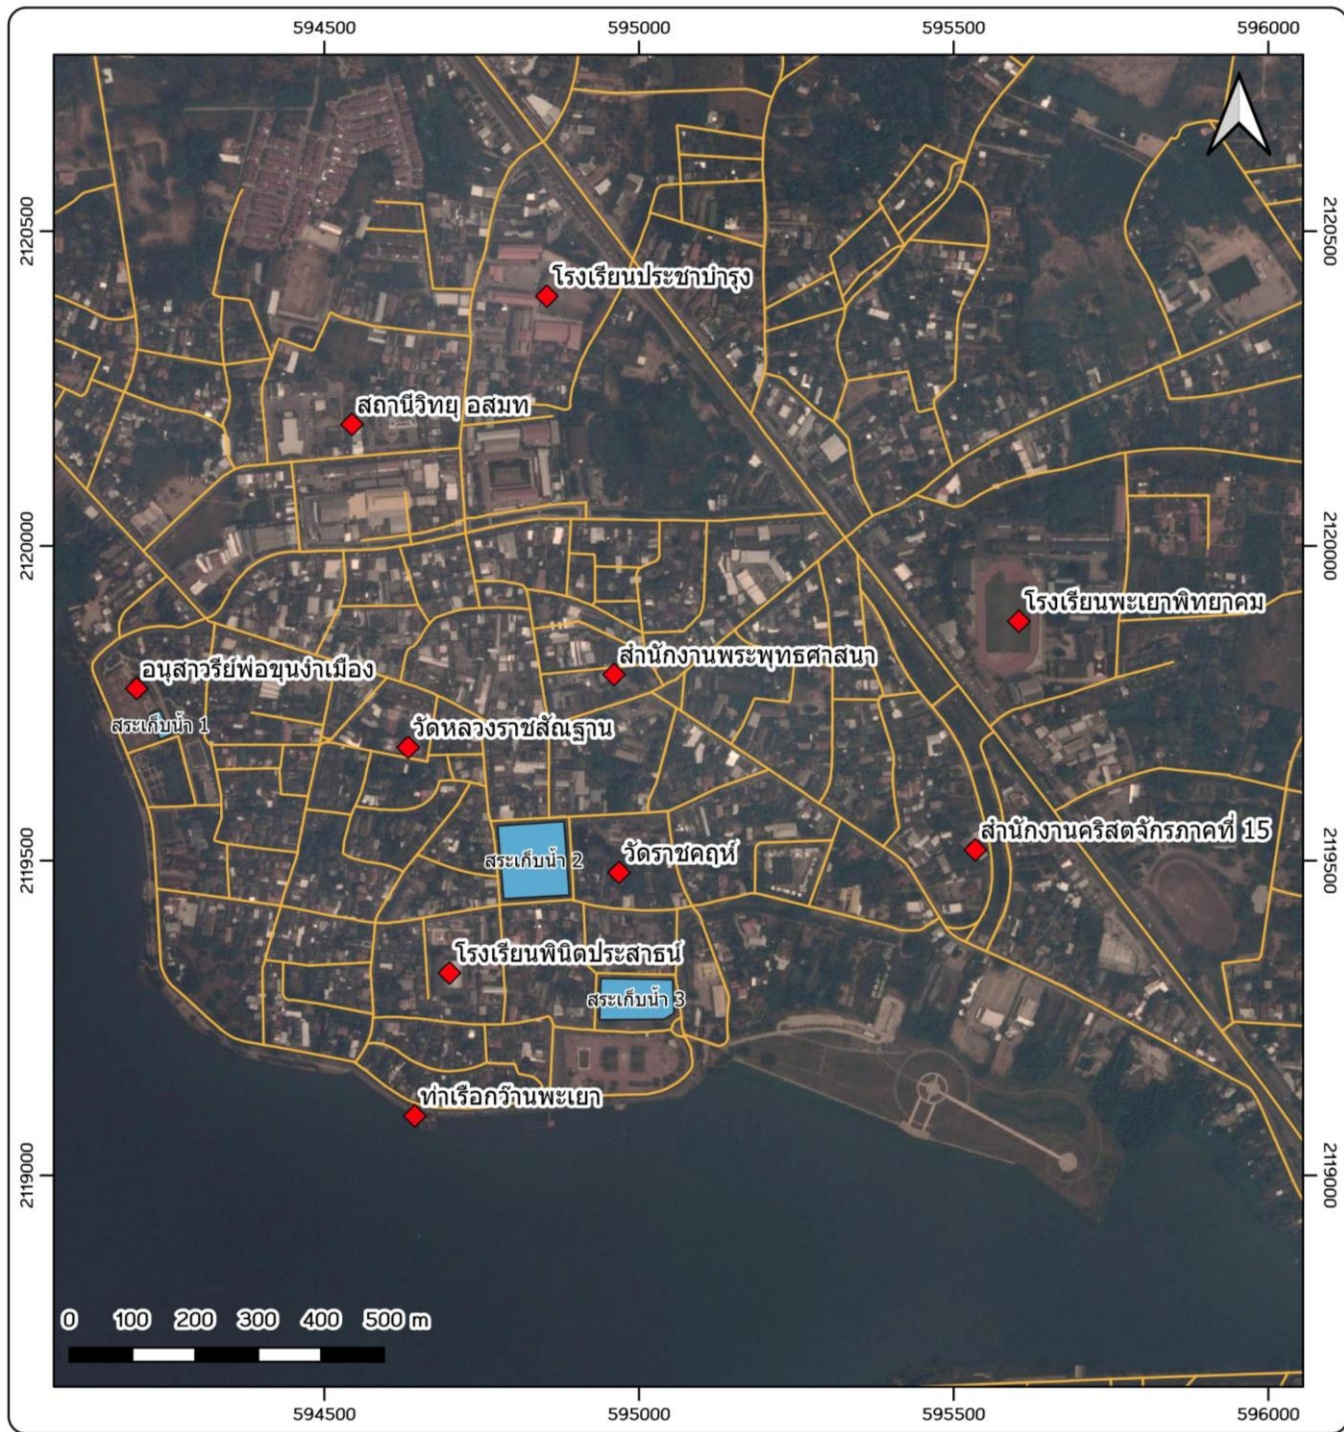 594500 595000 595500 596000
2120500 2120500
โรงเรียนประชาบำรุง
สถานีวิทยุ อสมท
2120000 2120000
โรงเรียนพะเยาพิทยาคม
สำนักงานพระพุทธศาสนา
อนุสาวรีย์พ่อขุนงำเมือง
สระเก็บน้ำ 1
วัดหลวงราชสัณฐาน
สำนักงานคริสตจักรภาคที่ 15
วัดราชคฤห์
สระเก็บน้ำ 2
2119500 2119500
โรงเรียนพินิตประสาธน์
สระเก็บน้ำ 3
ท่าเรือกว๊านพะเยา
2119000 2119000
0 100 200 300 400 500 m
594500 595000 595500 596000